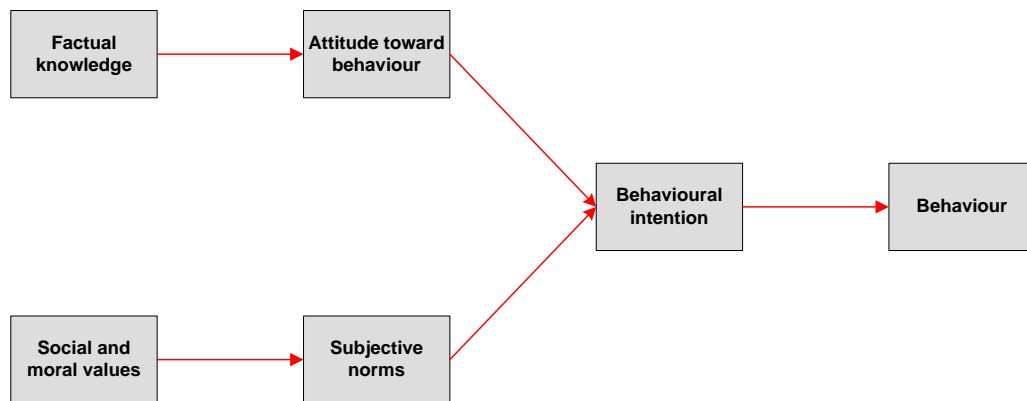 Factual
knowledge
Attitude toward
behaviour
Behavioural
intention
Behaviour
Social and
moral values
Subjective
norms